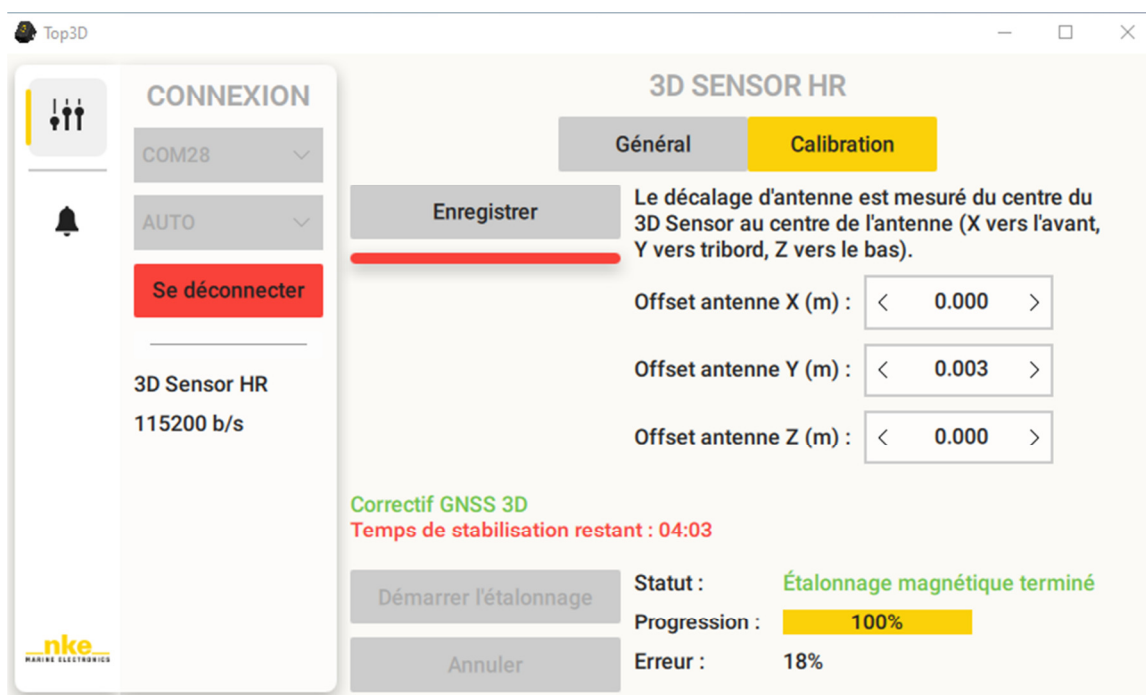 Top3D
CONNEXION
COM28
AUTO
Se déconnecter
3D Sensor HR
115200 b/s
nke
MARINE ELECTRONICS
3D SENSOR HR
Général
Calibration
Enregistrer
Le décalage d'antenne est mesuré du centre du
3D Sensor au centre de l'antenne (X vers l'avant,
Y vers tribord, Z vers le bas).
Offset antenne X (m) : < 0.000 >
Offset antenne Y (m) : < 0.003 >
Offset antenne Z (m) : < 0.000 >
Correctif GNSS 3D
Temps de stabilisation restant : 04:03
Démarrer l'étalonnage
Annuler
Statut : Étalonnage magnétique terminé
Progression : 100%
Erreur : 18%